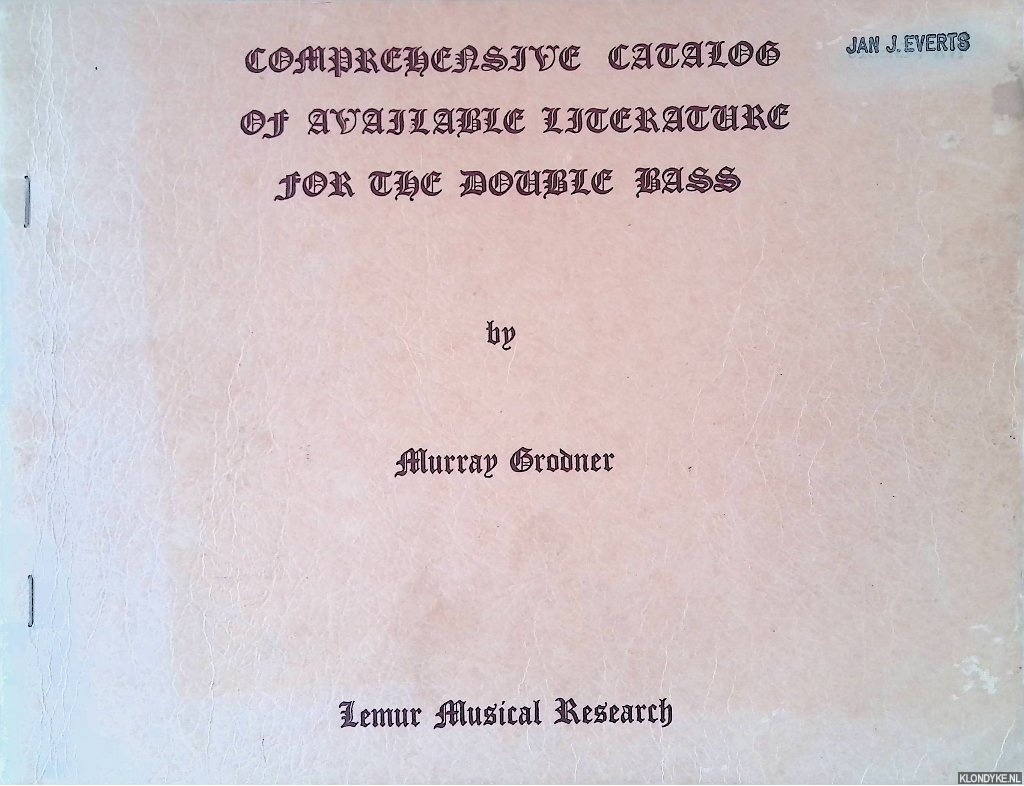 JAN J. EVERTS
COMPREHENSIVE CATALOG
OF AVAILABLE LITERATURE
FOR THE DOUBLE BASS
by
Murray Grodner
Lemur Musical Research
KLONDYKE.NL